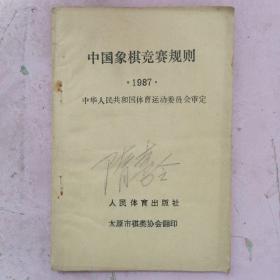 中国象棋竞赛规则
·1987·
中华人民共和国体育运动委员会审定
人民体育出版社
太原市棋类协会翻印